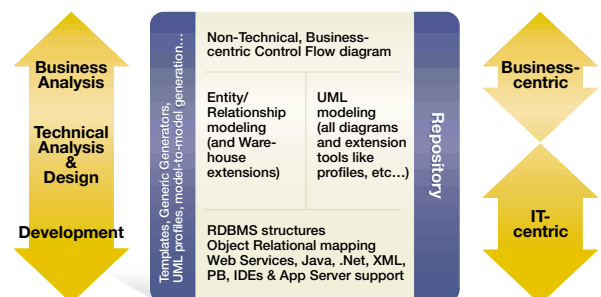 Business
Analysis
Technical
Analysis
&
Design
Development
Templates, Generic Generators,
UML profiles, model-to-model generation...
Non-Technical, Business-
centric Control Flow diagram
Entity/
Relationship
modeling
(and Ware-
house
extensions)
UML
modeling
(all diagrams
and extension
tools like
profiles, etc...)
RDBMS structures
Object Relational mapping
Web Services, Java, .Net, XML,
PB, IDEs & App Server support
Repository
Business-
centric
IT-
centric